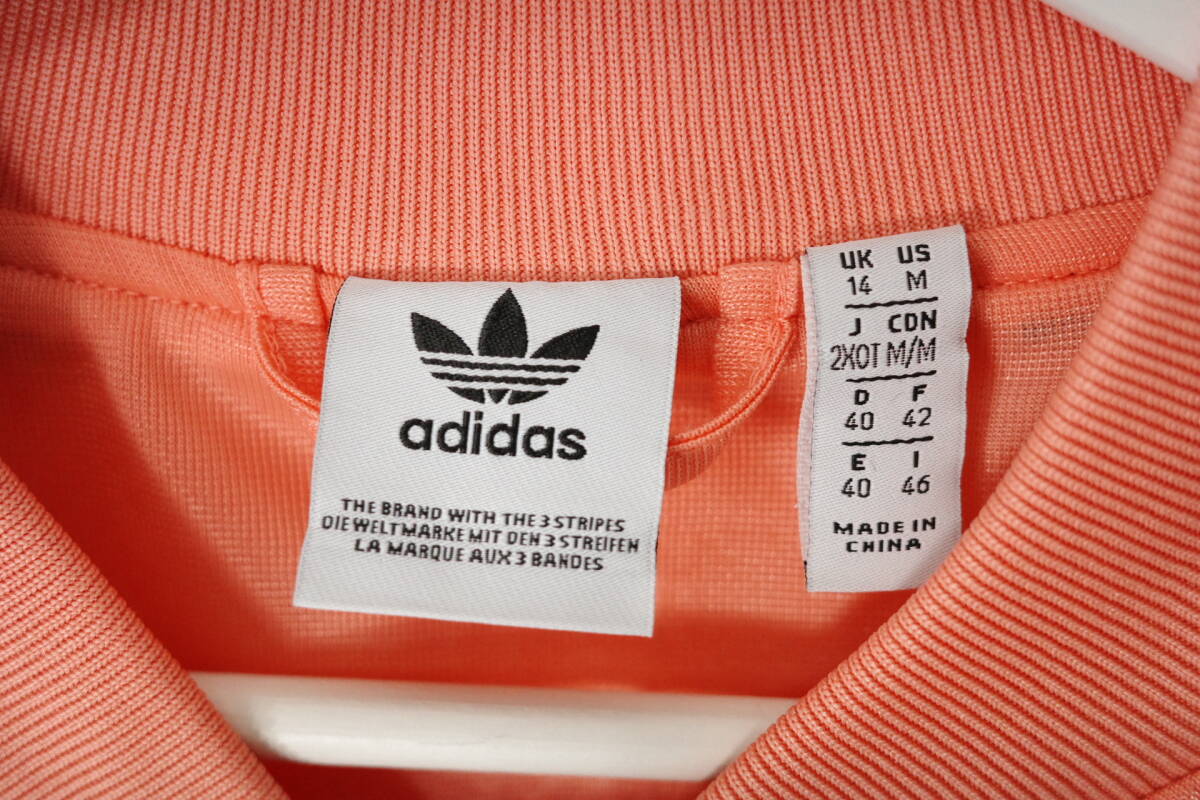 adidas
THE BRAND WITH THE 3 STRIPES
DIE WELTMARKE MIT DEN 3 STREIFEN
LA MARQUE AUX 3 BANDES
UK US
14 M
J CDN
2XOT M/M
D F
40 42
E I
40 46
MADE IN
CHINA